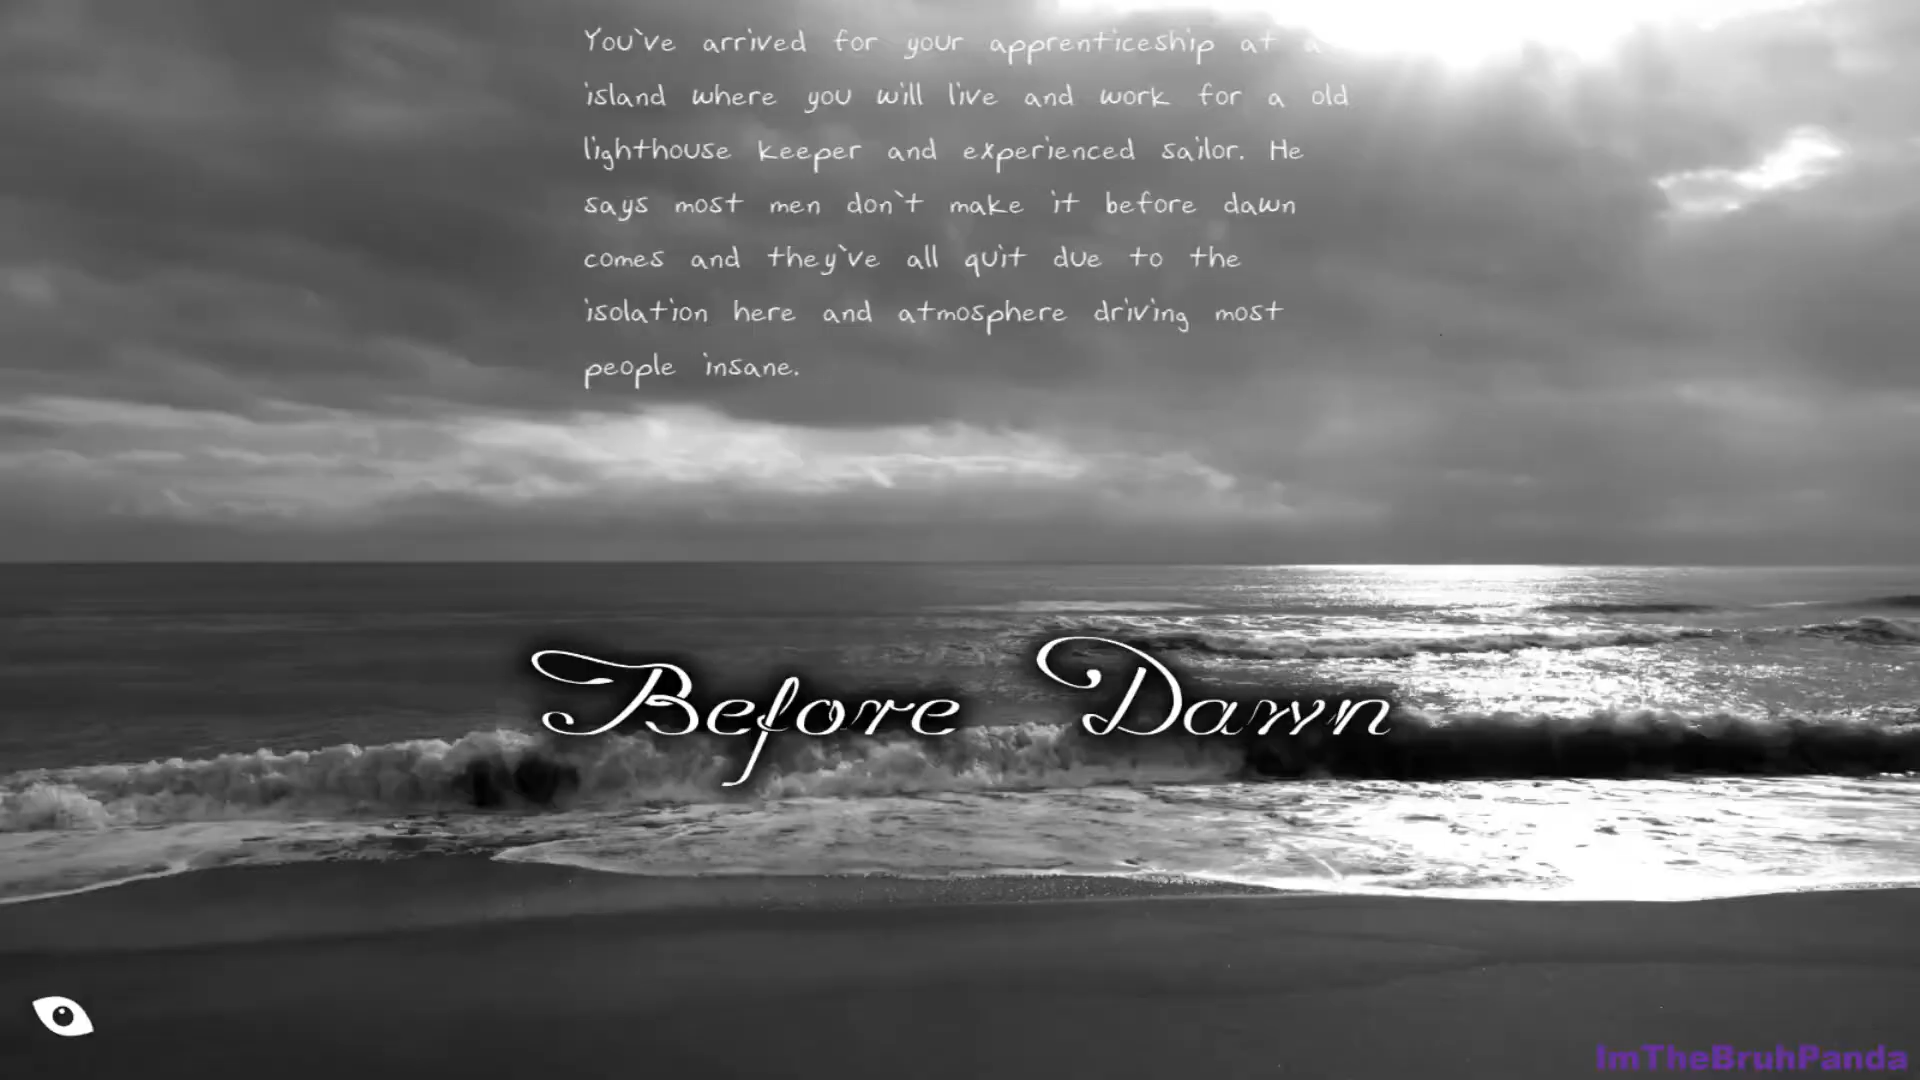 You`ve arrived for your apprenticeship at a
island where you will live and work for a old
lighthouse keeper and experienced sailor. He
says most men don`t make it before dawn
comes and they`ve all quit due to the
isolation here and atmosphere driving most
people insane.
Before Dawn
ImTheBruhPanda